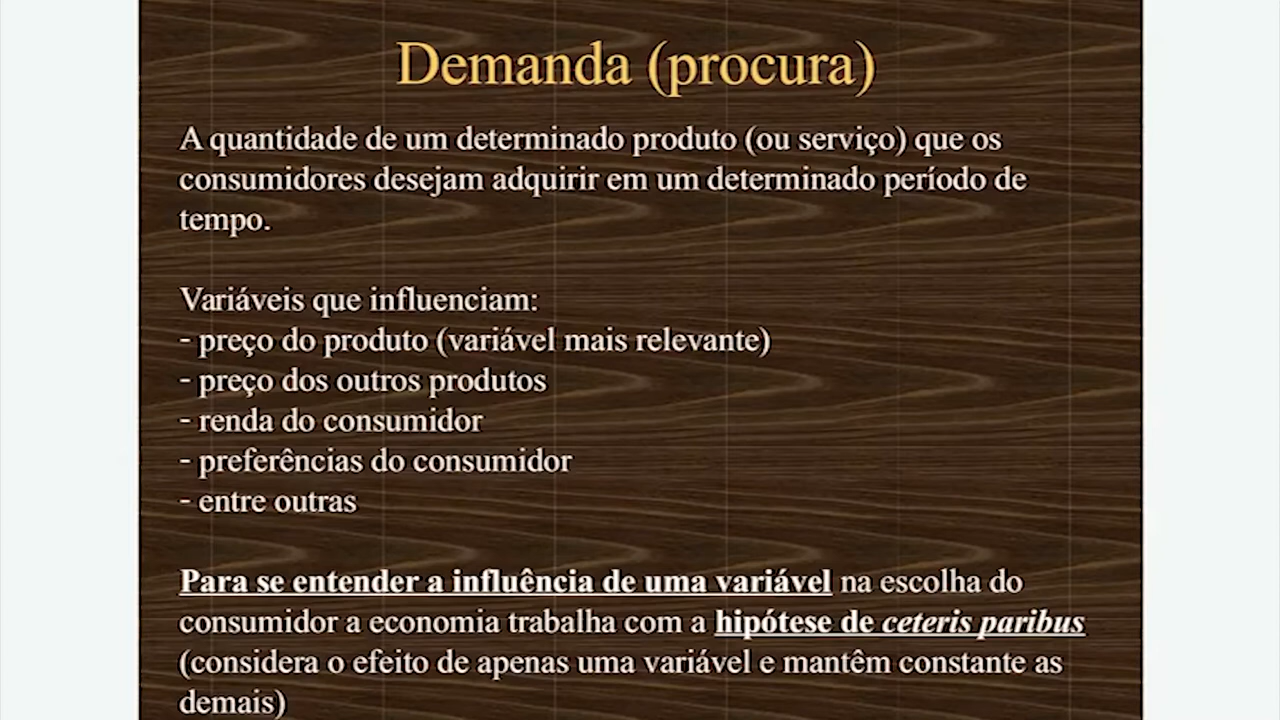 Demanda (procura)
A quantidade de um determinado produto (ou serviço) que os
consumidores desejam adquirir em um determinado período de
tempo.
Variáveis que influenciam:
- preço do produto (variável mais relevante)
- preço dos outros produtos
- renda do consumidor
- preferências do consumidor
- entre outras
Para se entender a influência de uma variável na escolha do
consumidor a economia trabalha com a hipótese de ceteris paribus
(considera o efeito de apenas uma variável e mantêm constante as
demais)